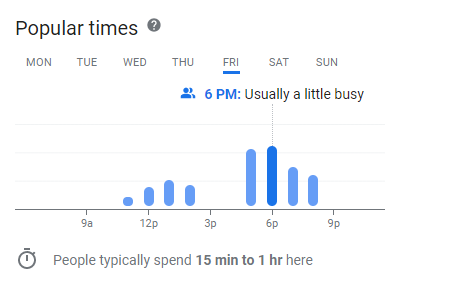 Popular times
MON TUE WED THU FRI SAT SUN
6 PM: Usually a little busy
9a 12p 3p 6p 9p
People typically spend 15 min to 1 hr here